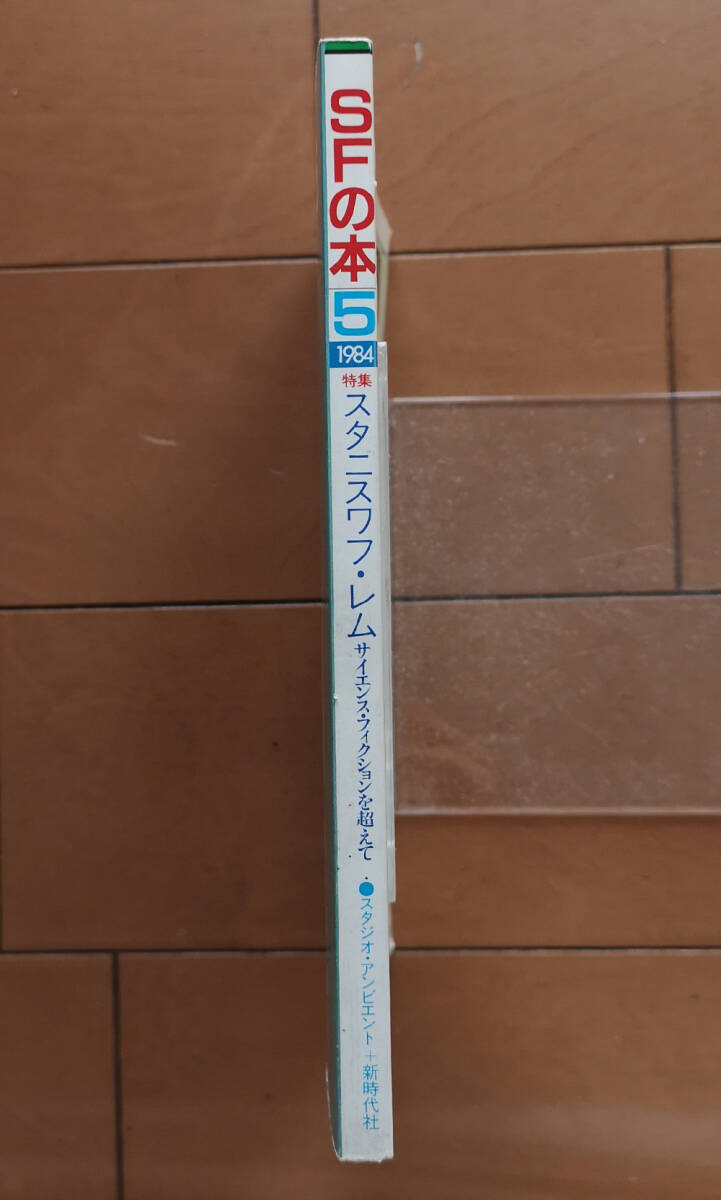 SFの本
5
1984
特集
スタニスワフ・レム
サイエンス・フィクションを超えて
●スタジオ・アンビエント+新時代社